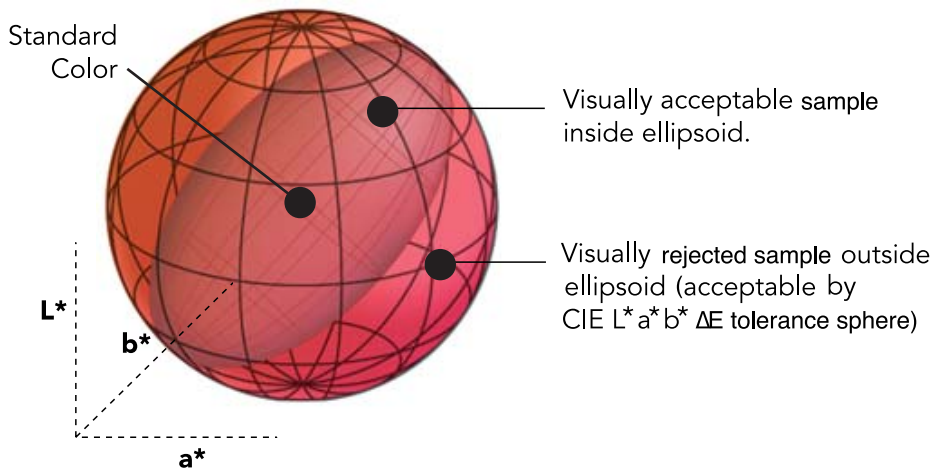 Standard
Color
Visually acceptable sample
inside ellipsoid.
Visually rejected sample outside
ellipsoid (acceptable by
CIE L* a* b* ΔE tolerance sphere)
L*
b*
a*